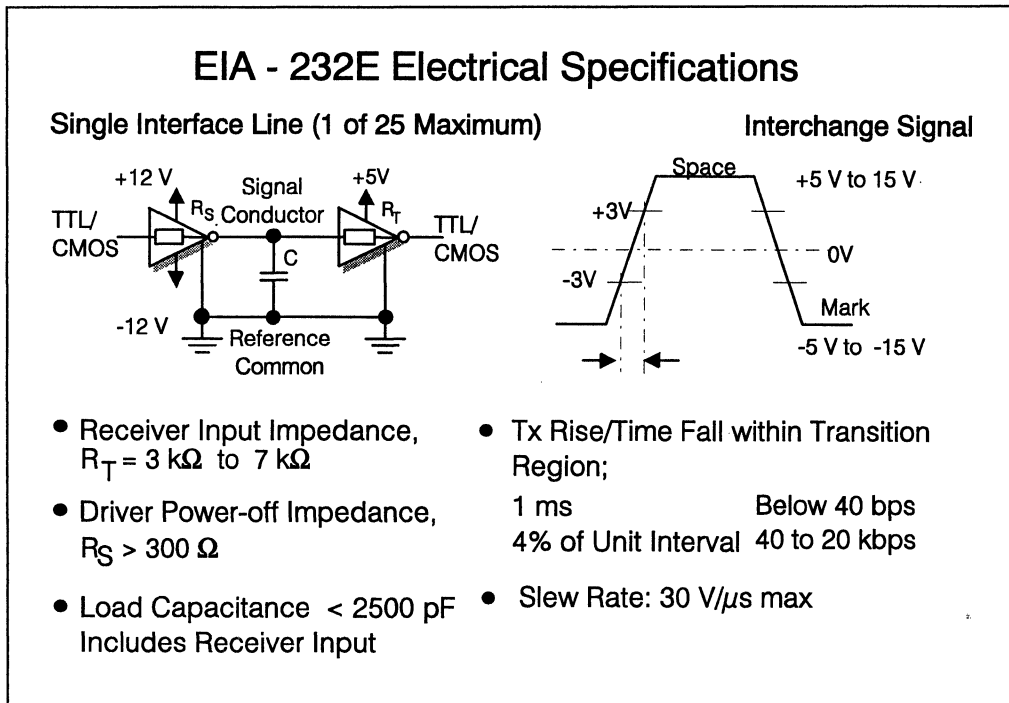 EIA - 232E Electrical Specifications
Single Interface Line (1 of 25 Maximum)
Interchange Signal
+12 V
Signal
Conductor
+5V
RS
RT
TTL/
CMOS
TTL/
CMOS
C
-12 V
Reference
Common
Space
+5 V to 15 V
+3V
0V
-3V
Mark
-5 V to -15 V
● Receiver Input Impedance,
RT = 3 kΩ to 7 kΩ
● Driver Power-off Impedance,
RS > 300 Ω
● Load Capacitance < 2500 pF
Includes Receiver Input
● Tx Rise/Time Fall within Transition
Region;
1 ms Below 40 bps
4% of Unit Interval 40 to 20 kbps
● Slew Rate: 30 V/µs max